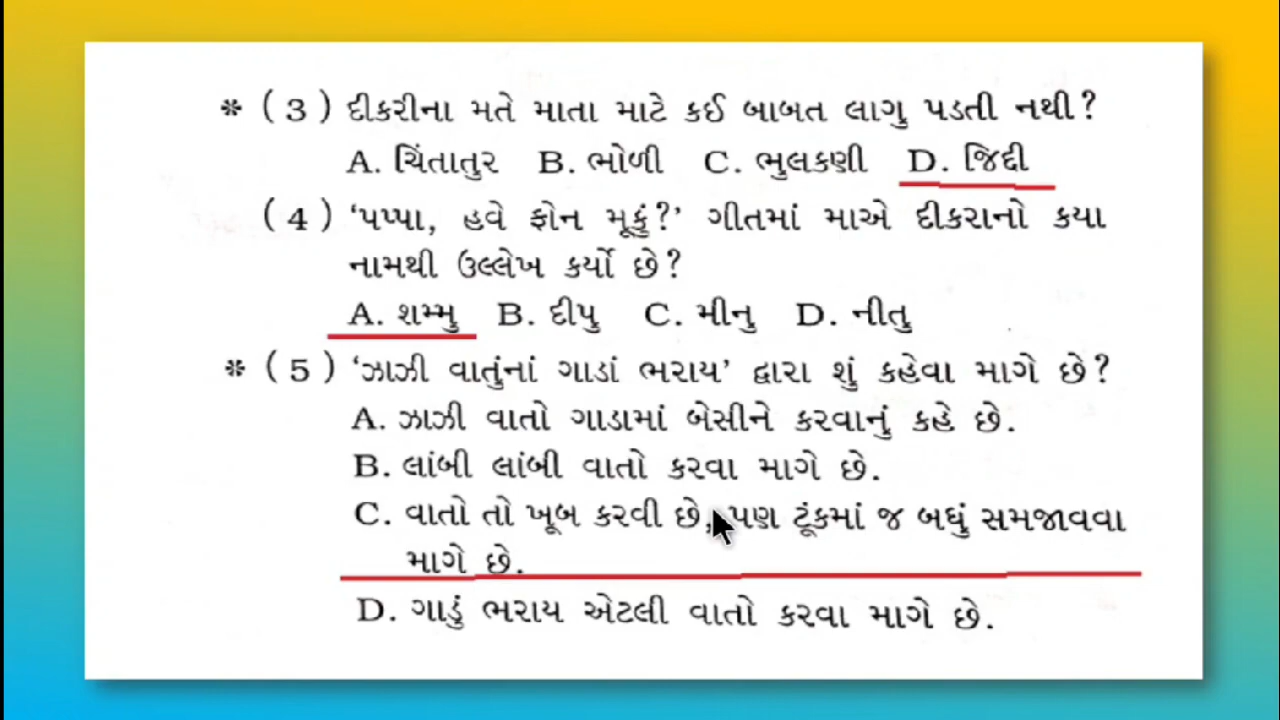 * ( 3 ) દીકરીના મતે માતા માટે કઈ બાબત લાગુ પડતી નથી?
A. ચિંતાતુર B. ભોળી C. ભુલકણી D. જિદ્દી
( 4 ) ‘પપ્પા, હવે ફોન મૂકું?’ ગીતમાં માએ દીકરાનો કયા
નામથી ઉલ્લેખ કર્યો છે?
A. શમ્મુ B. દીપુ C. મીનુ D. નીતુ
* ( 5 ) ‘ઝાઝી વાતુંનાં ગાડાં ભરાય’ દ્વારા શું કહેવા માગે છે?
A. ઝાઝી વાતો ગાડામાં બેસીને કરવાનું કહે છે.
B. લાંબી લાંબી વાતો કરવા માગે છે.
C. વાતો તો ખૂબ કરવી છે, પણ ટૂંકમાં જ બધું સમજાવવા
માગે છે.
D. ગાડું ભરાય એટલી વાતો કરવા માગે છે.